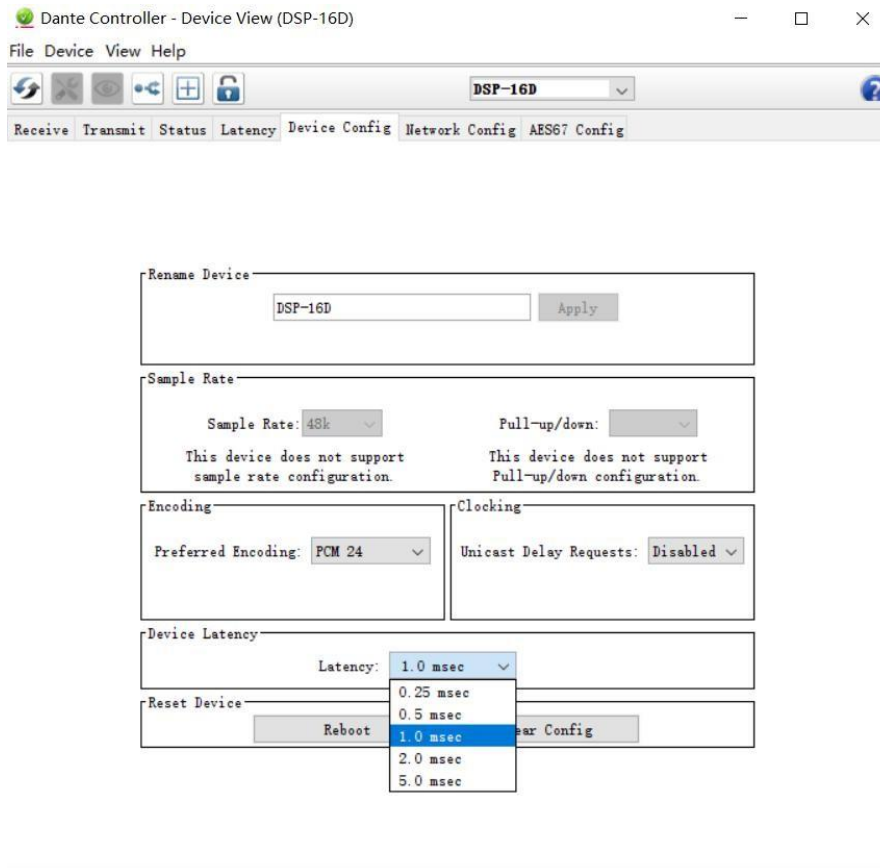 Dante Controller - Device View (DSP-16D)
File Device View Help
DSP-16D
Receive Transmit Status Latency Device Config Network Config AES67 Config
Rename Device
DSP-16D Apply
Sample Rate
Sample Rate: 48k Pull-up/down:
This device does not support This device does not support
sample rate configuration. Pull-up/down configuration.
Encoding Clocking
Preferred Encoding: PCM 24 Unicast Delay Requests: Disabled
Device Latency
Latency: 1.0 msec
0.25 msec
Reset Device
0.5 msec
Reboot 1.0 msec ear Config
2.0 msec
5.0 msec